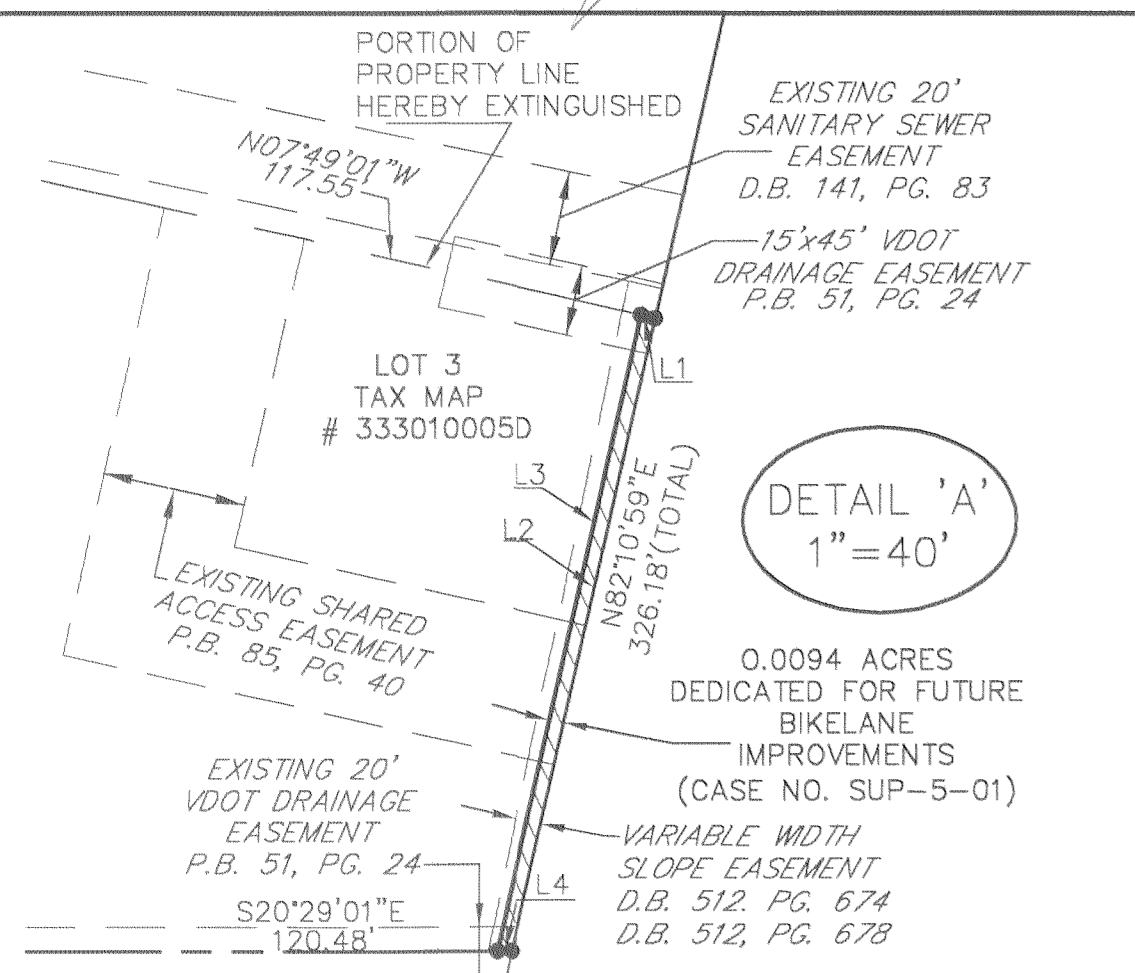 PORTION OF
PROPERTY LINE
HEREBY EXTINGUISHED
N07°49'01"W
117.55'
EXISTING 20'
SANITARY SEWER
EASEMENT
D.B. 141, PG. 83
15'x45' VDOT
DRAINAGE EASEMENT
P.B. 51, PG. 24
LOT 3
TAX MAP
# 333010005D
L1
L3
L2
N82°10'59"E
326.18'(TOTAL)
DETAIL 'A'
1"=40'
EXISTING SHARED
ACCESS EASEMENT
P.B. 85, PG. 40
0.0094 ACRES
DEDICATED FOR FUTURE
BIKELANE
IMPROVEMENTS
(CASE NO. SUP-5-01)
EXISTING 20'
VDOT DRAINAGE
EASEMENT
P.B. 51, PG. 24
VARIABLE WIDTH
SLOPE EASEMENT
D.B. 512. PG. 674
D.B. 512, PG. 678
L4
S20°29'01"E
120.48'